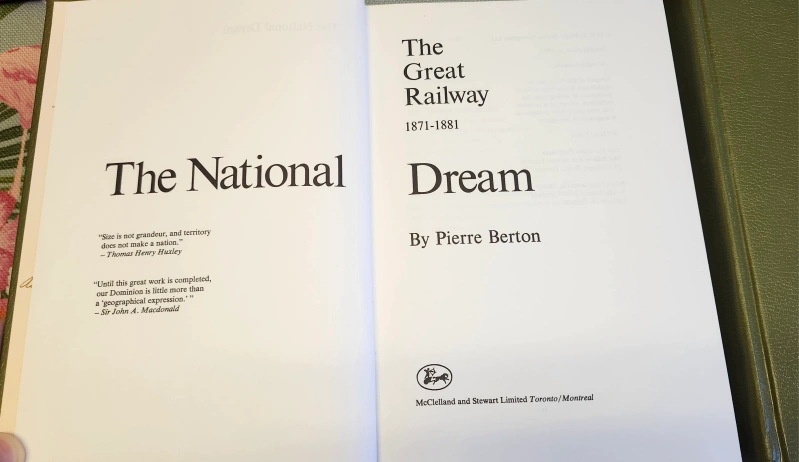 The National
"Size is not grandeur, and territory
does not make a nation."
– Thomas Henry Huxley
"Until this great work is completed,
our Dominion is little more than
a 'geographical expression.' "
– Sir John A. Macdonald
The
Great
Railway
1871-1881
Dream
By Pierre Berton
McClelland and Stewart Limited Toronto/Montreal